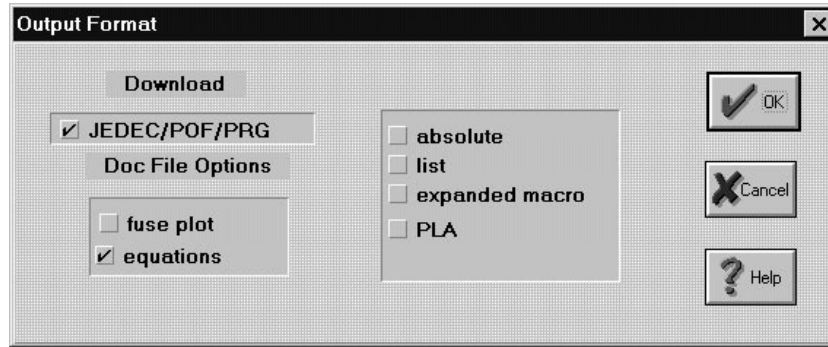 Output Format
Download
JEDEC/POF/PRG
Doc File Options
fuse plot
equations
absolute
list
expanded macro
PLA
OK
Cancel
Help